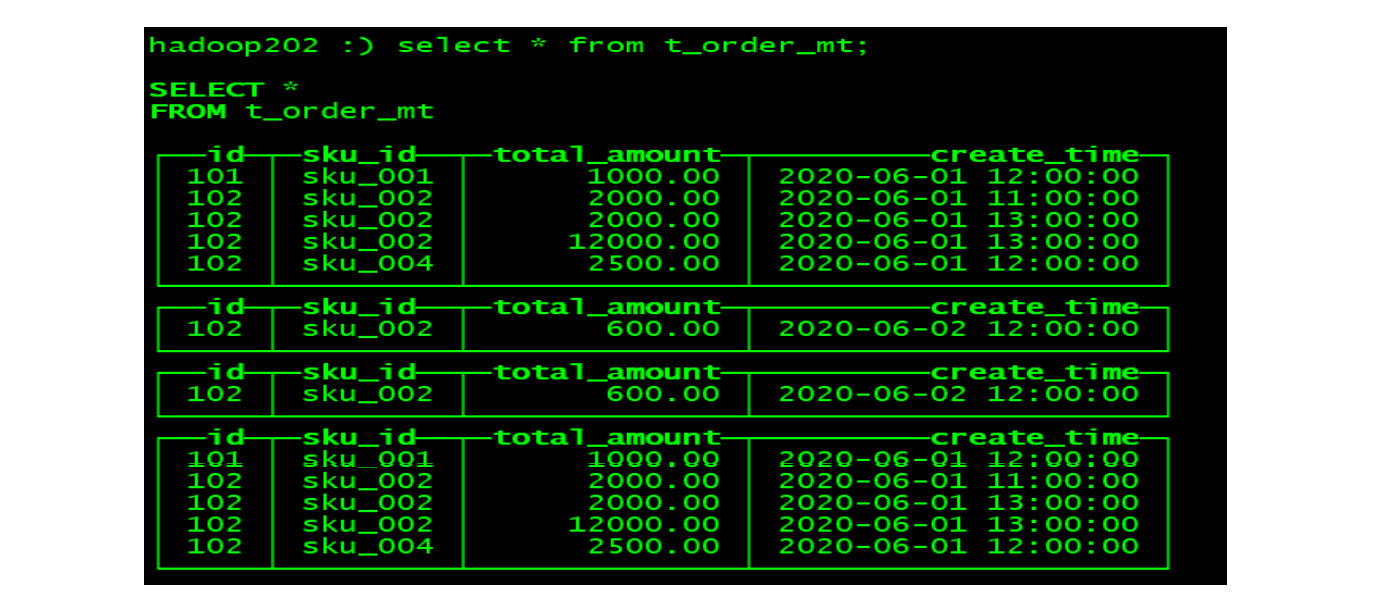 hadoop202 :) select * from t_order_mt;
SELECT *
FROM t_order_mt
id sku_id total_amount create_time
101 sku_001 1000.00 2020-06-01 12:00:00
102 sku_002 2000.00 2020-06-01 11:00:00
102 sku_002 2000.00 2020-06-01 13:00:00
102 sku_002 12000.00 2020-06-01 13:00:00
102 sku_004 2500.00 2020-06-01 12:00:00
id sku_id total_amount create_time
102 sku_002 600.00 2020-06-02 12:00:00
id sku_id total_amount create_time
102 sku_002 600.00 2020-06-02 12:00:00
id sku_id total_amount create_time
101 sku_001 1000.00 2020-06-01 12:00:00
102 sku_002 2000.00 2020-06-01 11:00:00
102 sku_002 2000.00 2020-06-01 13:00:00
102 sku_002 12000.00 2020-06-01 13:00:00
102 sku_004 2500.00 2020-06-01 12:00:00